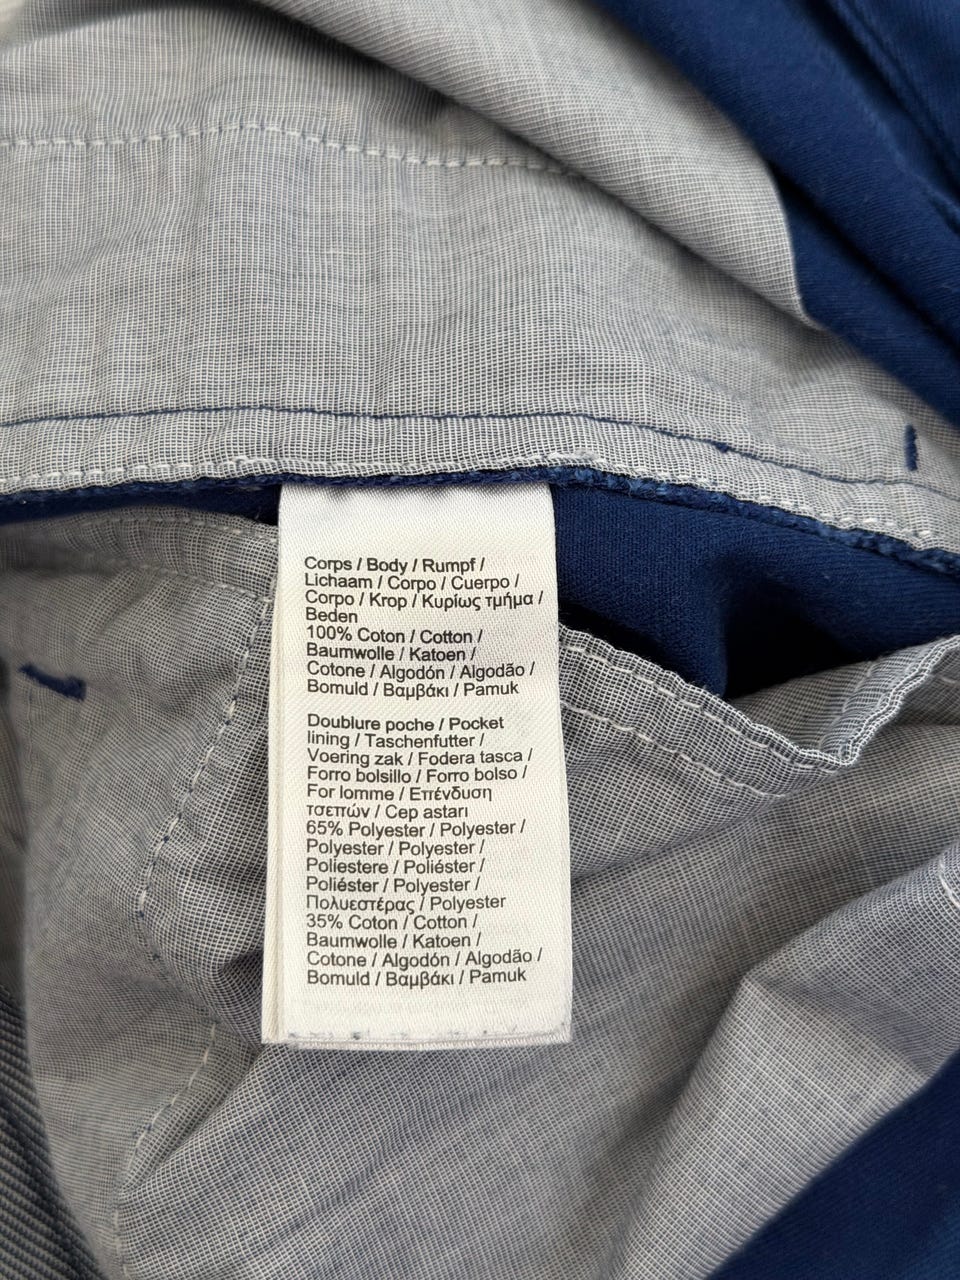 Corps / Body / Rumpf /
Lichaam / Corpo / Cuerpo /
Corpo / Krop / Κυρίως τμήμα /
Beden
100% Coton / Cotton /
Baumwolle / Katoen /
Cotone / Algodón / Algodão /
Bomuld / Βαμβάκι / Pamuk
Doublure poche / Pocket
lining / Taschenfutter /
Voering zak / Fodera tasca /
Forro bolsillo / Forro bolso /
For lomme / Επένδυση
τσεπών / Cep astarı
65% Polyester / Polyester /
Polyester / Polyester /
Poliestere / Poliéster /
Poliéster / Polyester /
Πολυεστέρας / Polyester
35% Coton / Cotton /
Baumwolle / Katoen /
Cotone / Algodón / Algodão /
Bomuld / Βαμβάκι / Pamuk